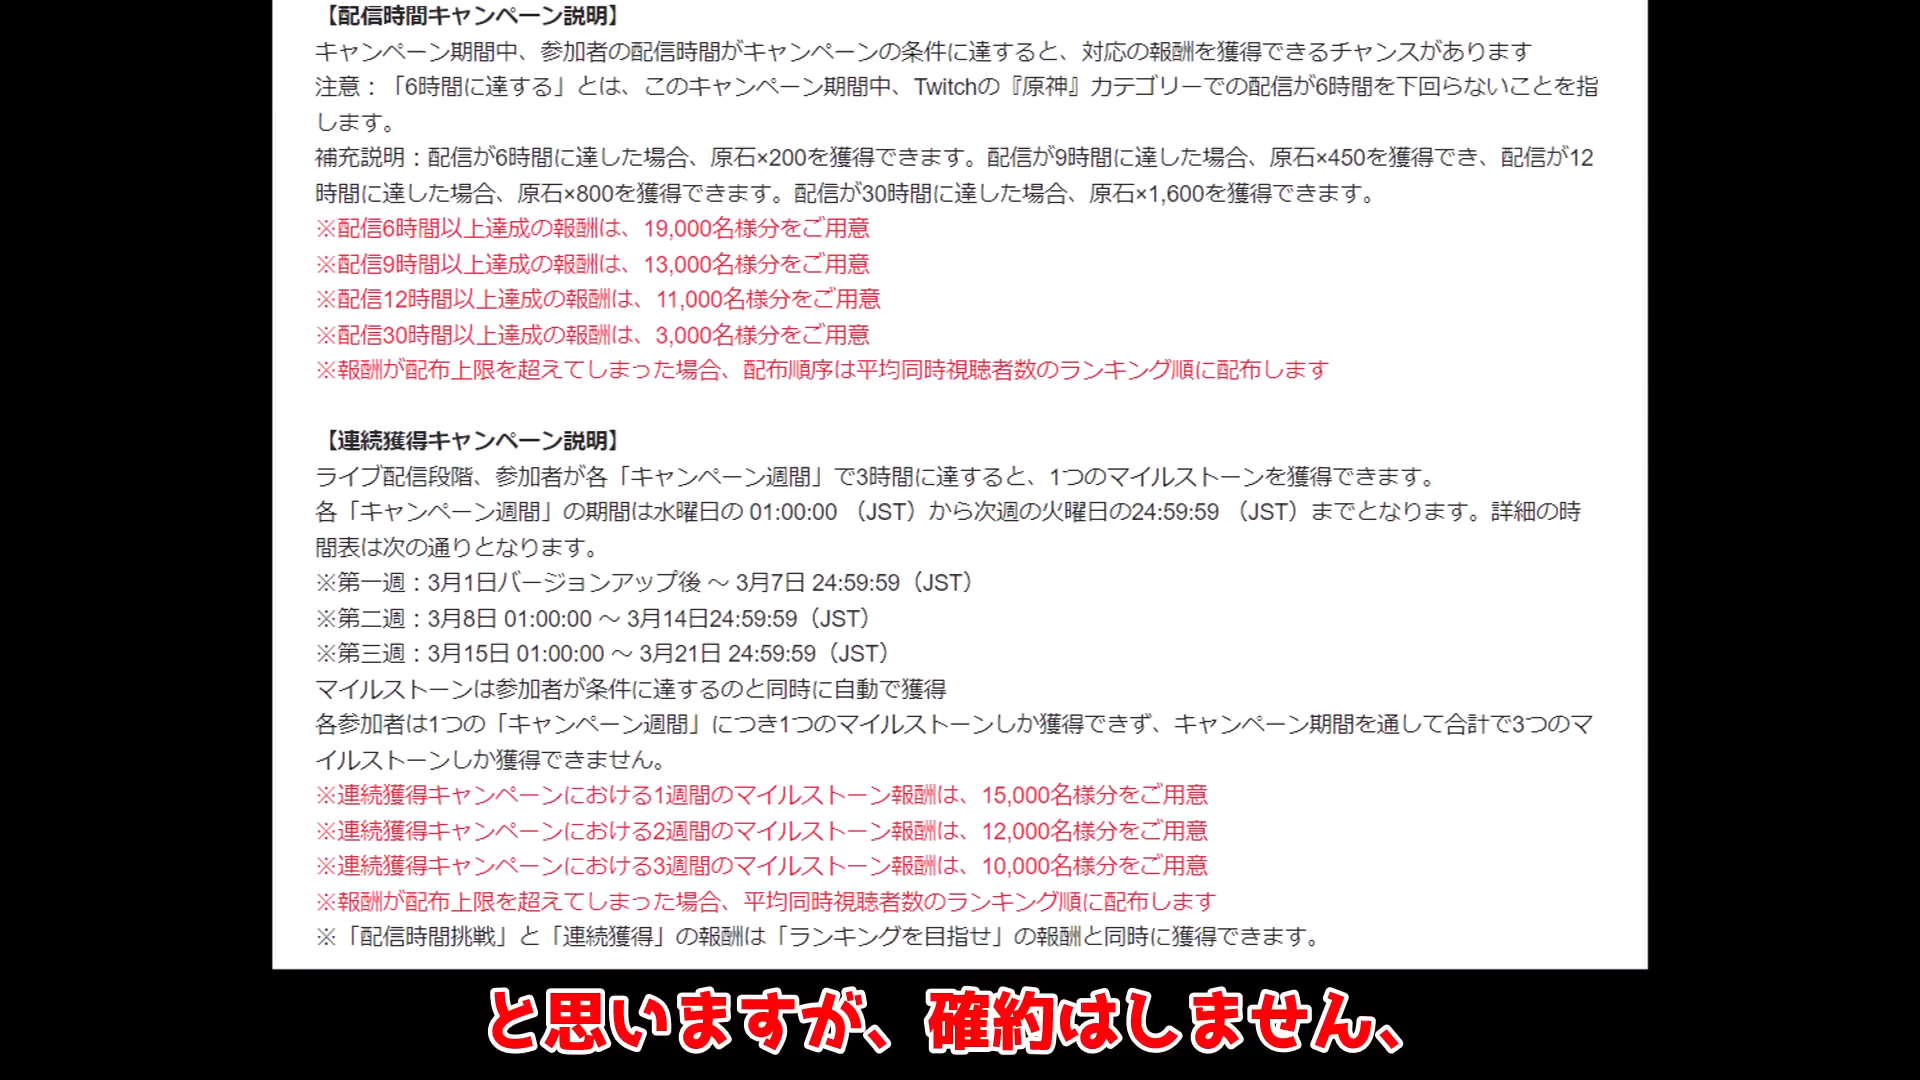 【配信時間キャンペーン説明】
キャンペーン期間中、参加者の配信時間がキャンペーンの条件に達すると、対応の報酬を獲得できるチャンスがあります
注意：「6時間に達する」とは、このキャンペーン期間中、Twitchの『原神』カテゴリーでの配信が6時間を下回らないことを指
します。
補充説明：配信が6時間に達した場合、原石×200を獲得できます。配信が9時間に達した場合、原石×450を獲得でき、配信が12
時間に達した場合、原石×800を獲得できます。配信が30時間に達した場合、原石×1,600を獲得できます。
※配信6時間以上達成の報酬は、19,000名様分をご用意
※配信9時間以上達成の報酬は、13,000名様分をご用意
※配信12時間以上達成の報酬は、11,000名様分をご用意
※配信30時間以上達成の報酬は、3,000名様分をご用意
※報酬が配布上限を超えてしまった場合、配布順序は平均同時視聴者数のランキング順に配布します
【連続獲得キャンペーン説明】
ライブ配信段階、参加者が各「キャンペーン週間」で3時間に達すると、1つのマイルストーンを獲得できます。
各「キャンペーン週間」の期間は水曜日の 01:00:00 （JST）から次週の火曜日の24:59:59 （JST）までとなります。詳細の時
間表は次の通りとなります。
※第一週：3月1日バージョンアップ後 ～ 3月7日 24:59:59（JST）
※第二週：3月8日 01:00:00 ～ 3月14日24:59:59（JST）
※第三週：3月15日 01:00:00 ～ 3月21日 24:59:59（JST）
マイルストーンは参加者が条件に達するのと同時に自動で獲得
各参加者は1つの「キャンペーン週間」につき1つのマイルストーンしか獲得できず、キャンペーン期間を通して合計で3つのマ
イルストーンしか獲得できません。
※連続獲得キャンペーンにおける1週間のマイルストーン報酬は、15,000名様分をご用意
※連続獲得キャンペーンにおける2週間のマイルストーン報酬は、12,000名様分をご用意
※連続獲得キャンペーンにおける3週間のマイルストーン報酬は、10,000名様分をご用意
※報酬が配布上限を超えてしまった場合、平均同時視聴者数のランキング順に配布します
※「配信時間挑戦」と「連続獲得」の報酬は「ランキングを目指せ」の報酬と同時に獲得できます。
と思いますが、確約はしません、